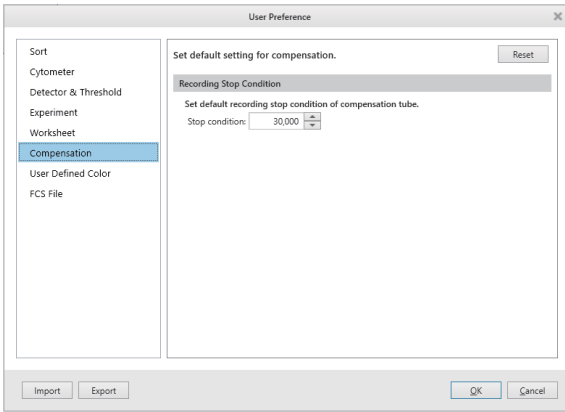 User Preference
Sort
Cytometer
Detector & Threshold
Experiment
Worksheet
Compensation
User Defined Color
FCS File
Set default setting for compensation.
Reset
Recording Stop Condition
Set default recording stop condition of compensation tube.
Stop condition: 30,000
Import
Export
OK
Cancel